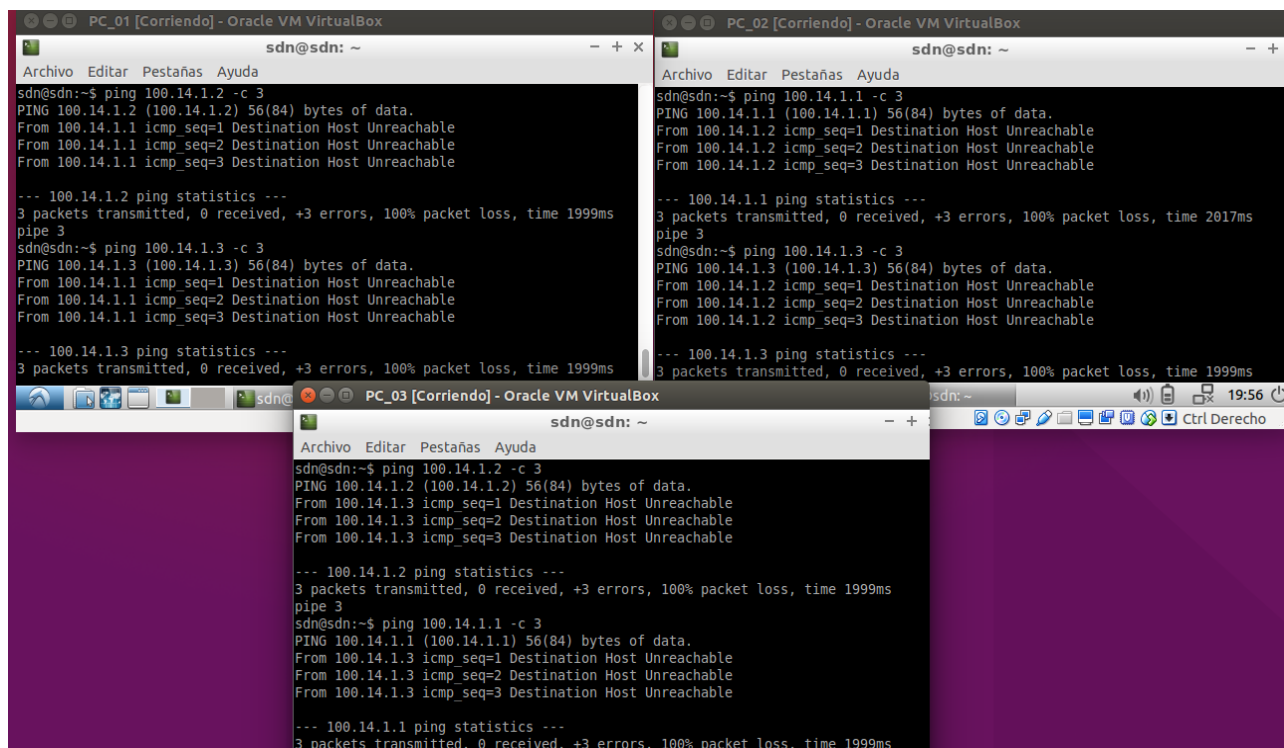 PC_01 [Corriendo] - Oracle VM VirtualBox
sdn@sdn: ~
Archivo Editar Pestañas Ayuda
sdn@sdn:~$ ping 100.14.1.2 -c 3
PING 100.14.1.2 (100.14.1.2) 56(84) bytes of data.
From 100.14.1.1 icmp_seq=1 Destination Host Unreachable
From 100.14.1.1 icmp_seq=2 Destination Host Unreachable
From 100.14.1.1 icmp_seq=3 Destination Host Unreachable
--- 100.14.1.2 ping statistics ---
3 packets transmitted, 0 received, +3 errors, 100% packet loss, time 1999ms
pipe 3
sdn@sdn:~$ ping 100.14.1.3 -c 3
PING 100.14.1.3 (100.14.1.3) 56(84) bytes of data.
From 100.14.1.1 icmp_seq=1 Destination Host Unreachable
From 100.14.1.1 icmp_seq=2 Destination Host Unreachable
From 100.14.1.1 icmp_seq=3 Destination Host Unreachable
--- 100.14.1.3 ping statistics ---
3 packets transmitted, 0 received, +3 errors, 100% packet loss, time 1999ms
sdn@
PC_02 [Corriendo] - Oracle VM VirtualBox
sdn@sdn: ~
Archivo Editar Pestañas Ayuda
sdn@sdn:~$ ping 100.14.1.1 -c 3
PING 100.14.1.1 (100.14.1.1) 56(84) bytes of data.
From 100.14.1.2 icmp_seq=1 Destination Host Unreachable
From 100.14.1.2 icmp_seq=2 Destination Host Unreachable
From 100.14.1.2 icmp_seq=3 Destination Host Unreachable
--- 100.14.1.1 ping statistics ---
3 packets transmitted, 0 received, +3 errors, 100% packet loss, time 2017ms
pipe 3
sdn@sdn:~$ ping 100.14.1.3 -c 3
PING 100.14.1.3 (100.14.1.3) 56(84) bytes of data.
From 100.14.1.2 icmp_seq=1 Destination Host Unreachable
From 100.14.1.2 icmp_seq=2 Destination Host Unreachable
From 100.14.1.2 icmp_seq=3 Destination Host Unreachable
--- 100.14.1.3 ping statistics ---
3 packets transmitted, 0 received, +3 errors, 100% packet loss, time 1999ms
sdn: ~
19:56
Ctrl Derecho
PC_03 [Corriendo] - Oracle VM VirtualBox
sdn@sdn: ~
Archivo Editar Pestañas Ayuda
sdn@sdn:~$ ping 100.14.1.2 -c 3
PING 100.14.1.2 (100.14.1.2) 56(84) bytes of data.
From 100.14.1.3 icmp_seq=1 Destination Host Unreachable
From 100.14.1.3 icmp_seq=2 Destination Host Unreachable
From 100.14.1.3 icmp_seq=3 Destination Host Unreachable
--- 100.14.1.2 ping statistics ---
3 packets transmitted, 0 received, +3 errors, 100% packet loss, time 1999ms
pipe 3
sdn@sdn:~$ ping 100.14.1.1 -c 3
PING 100.14.1.1 (100.14.1.1) 56(84) bytes of data.
From 100.14.1.3 icmp_seq=1 Destination Host Unreachable
From 100.14.1.3 icmp_seq=2 Destination Host Unreachable
From 100.14.1.3 icmp_seq=3 Destination Host Unreachable
--- 100.14.1.1 ping statistics ---
3 packets transmitted, 0 received, +3 errors, 100% packet loss, time 1999ms